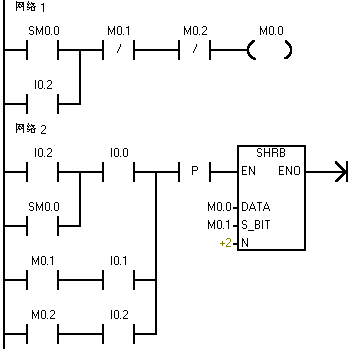 网络 1
SM0.0 M0.1 M0.2 M0.0
/ /
I0.2
网络 2
I0.2 I0.0 SHRB
P EN ENO
SM0.0 M0.0 DATA
M0.1 S_BIT
+2 N
M0.1 I0.1
M0.2 I0.2